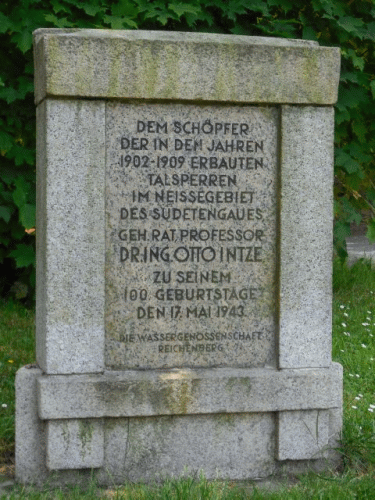 DEM SCHÖPFER
DER IN DEN JAHREN
1902-1909 ERBAUTEN
TALSPERREN
IM NEISSEGEBIET
DES SUDETENGAUES
GEH. RAT. PROFESSOR
DR. ING. OTTO INTZE
ZU SEINEM
100. GEBURTSTAGE
DEN 17. MAI 1943.
DIE WASSERGENOSSENSCHAFT
REICHENBERG